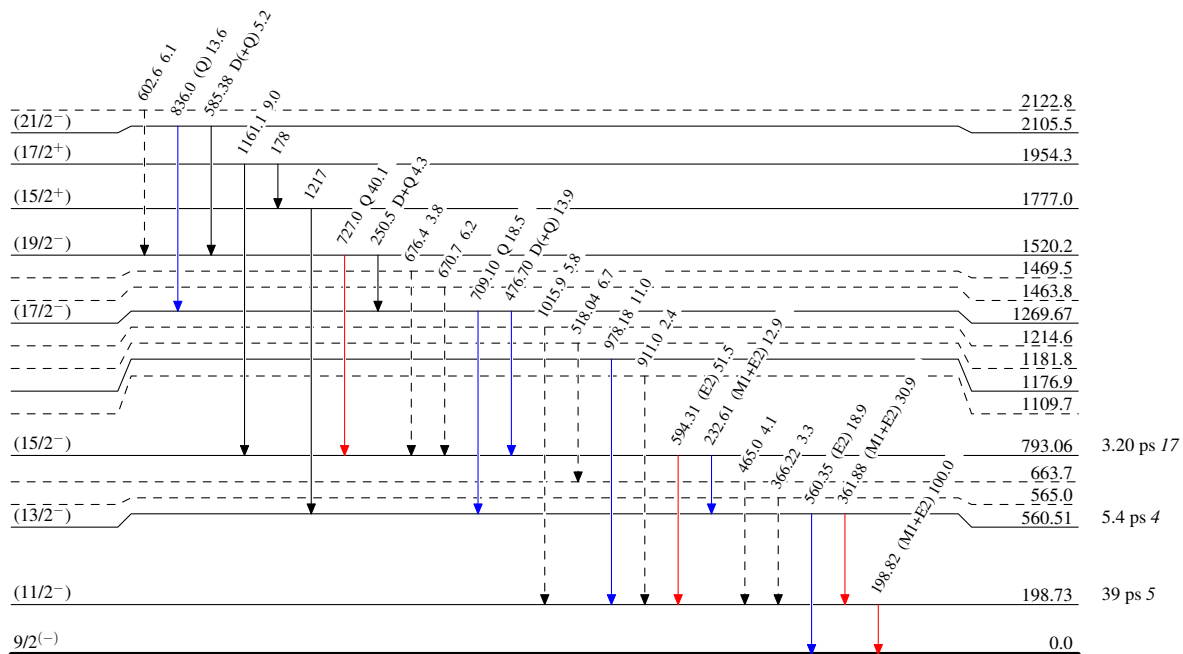 602.6 6.1
836.0 (Q) 13.6
585.38 D(+Q) 5.2
1161.1 9.0
178
1217
727.0 Q 40.1
250.5 D+Q 4.3
676.4 3.8
670.7 6.2
709.10 Q 18.5
476.70 D(+Q) 13.9
1015.9 5.8
518.04 6.7
978.18 11.0
911.0 2.4
594.31 (E2) 51.5
232.61 (M1+E2) 12.9
465.0 4.1
366.22 3.3
560.35 (E2) 18.9
361.88 (M1+E2) 30.9
198.82 (M1+E2) 100.0
2122.8
(21/2⁻) 2105.5
(17/2⁺) 1954.3
(15/2⁺) 1777.0
(19/2⁻) 1520.2
1469.5
1463.8
(17/2⁻) 1269.67
1214.6
1181.8
1176.9
1109.7
(15/2⁻) 793.06 3.20 ps 17
663.7
565.0
(13/2⁻) 560.51 5.4 ps 4
(11/2⁻) 198.73 39 ps 5
9/2⁽⁻⁾ 0.0